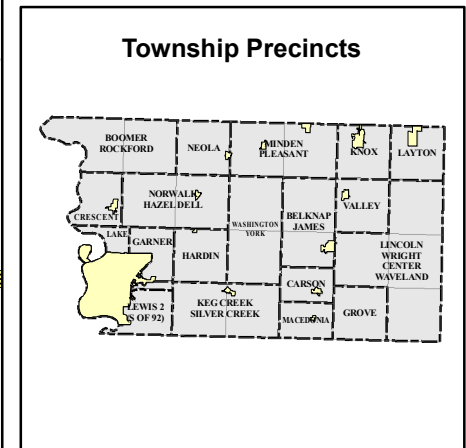 Township Precincts
BOOMER
ROCKFORD
NEOLA
MINDEN
PLEASANT
KNOX
LAYTON
NORWALK
HAZEL DELL
CRESCENT
LAKE
GARNER
HARDIN
WASHINGTON
YORK
BELKNAP
JAMES
VALLEY
LINCOLN
WRIGHT
CENTER
WAVELAND
CARSON
LEWIS 2
(S OF 92)
KEG CREEK
SILVER CREEK
MACEDONIA
GROVE